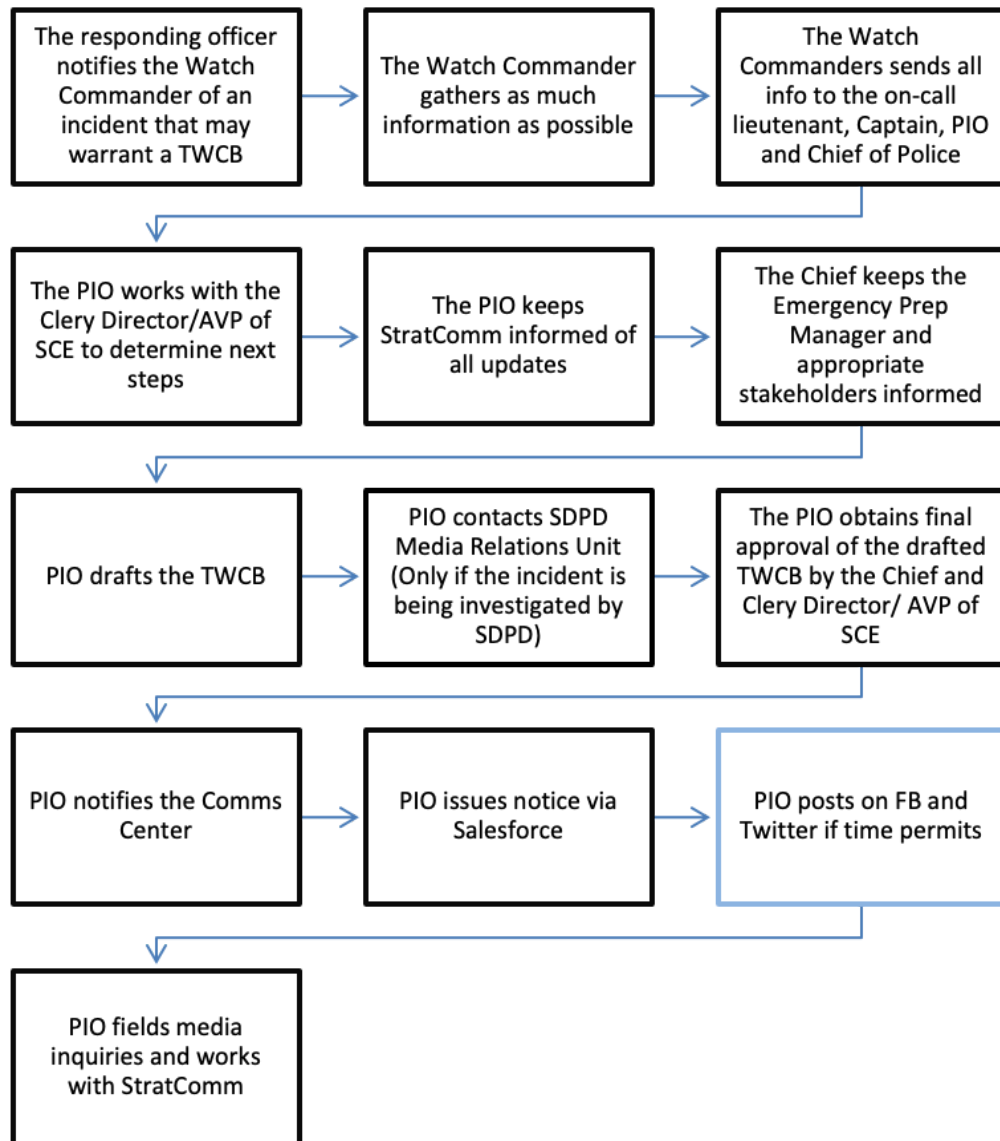 The responding officer
notifies the Watch
Commander of an
incident that may
warrant a TWCB
The Watch Commander
gathers as much
information as possible
The Watch
Commanders sends all
info to the on-call
lieutenant, Captain, PIO
and Chief of Police
The PIO works with the
Clery Director/AVP of
SCE to determine next
steps
The PIO keeps
StratComm informed of
all updates
The Chief keeps the
Emergency Prep
Manager and
appropriate
stakeholders informed
PIO drafts the TWCB
PIO contacts SDPD
Media Relations Unit
(Only if the incident is
being investigated by
SDPD)
The PIO obtains final
approval of the drafted
TWCB by the Chief and
Clery Director/ AVP of
SCE
PIO notifies the Comms
Center
PIO issues notice via
Salesforce
PIO posts on FB and
Twitter if time permits
PIO fields media
inquiries and works
with StratComm